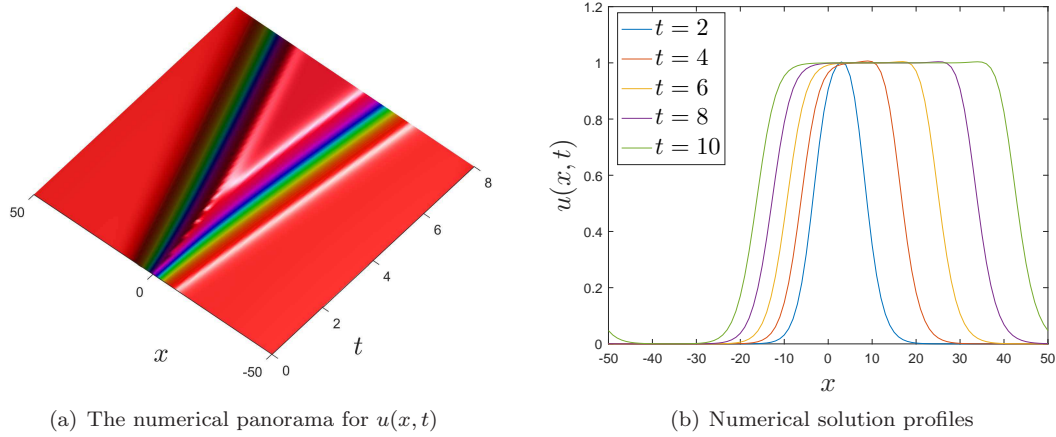 50
0
-50
x
0
2
4
6
8
t
(a) The numerical panorama for u(x, t)
1.2
1
0.8
0.6
0.4
0.2
0
u(x, t)
t = 2
t = 4
t = 6
t = 8
t = 10
-50 -40 -30 -20 -10 0 10 20 30 40 50
x
(b) Numerical solution profiles